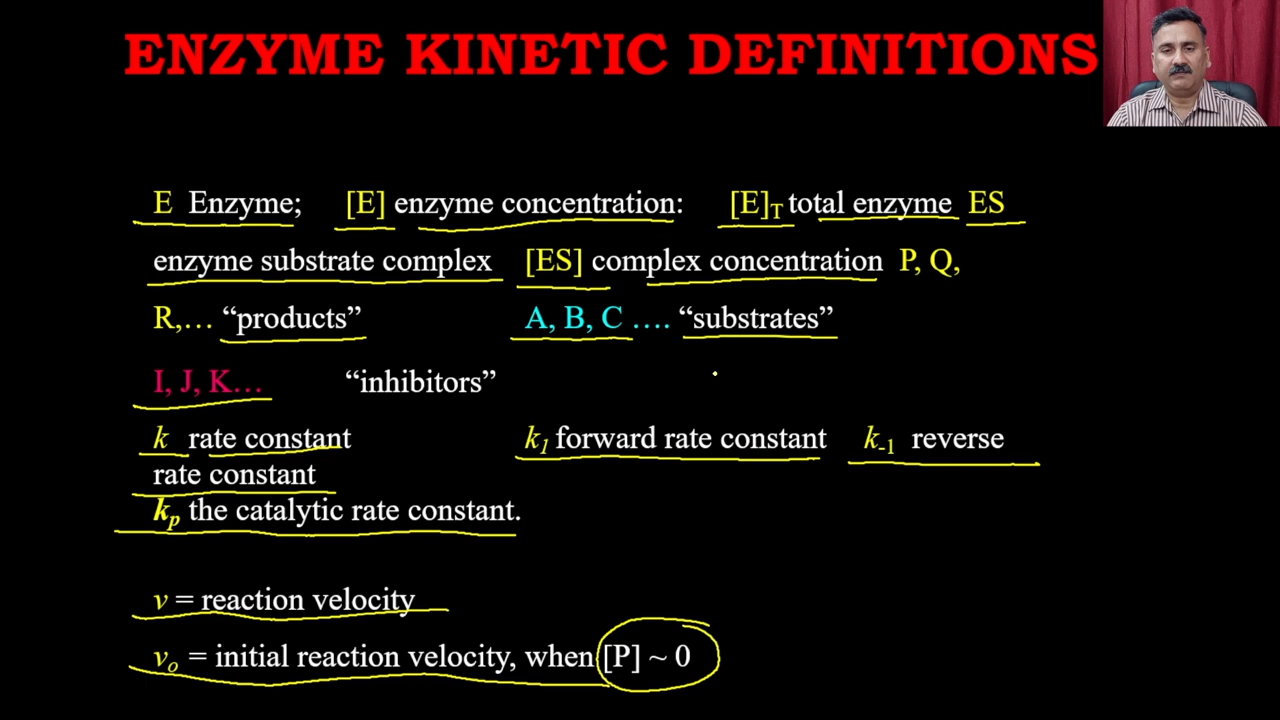 ENZYME KINETIC DEFINITIONS
E Enzyme; [E] enzyme concentration: [E]T total enzyme ES
enzyme substrate complex [ES] complex concentration P, Q,
R,… “products” A, B, C …. “substrates”
I, J, K… “inhibitors”
k rate constant k1 forward rate constant k-1 reverse
rate constant
kp the catalytic rate constant.
v = reaction velocity
vo = initial reaction velocity, when [P] ~ 0